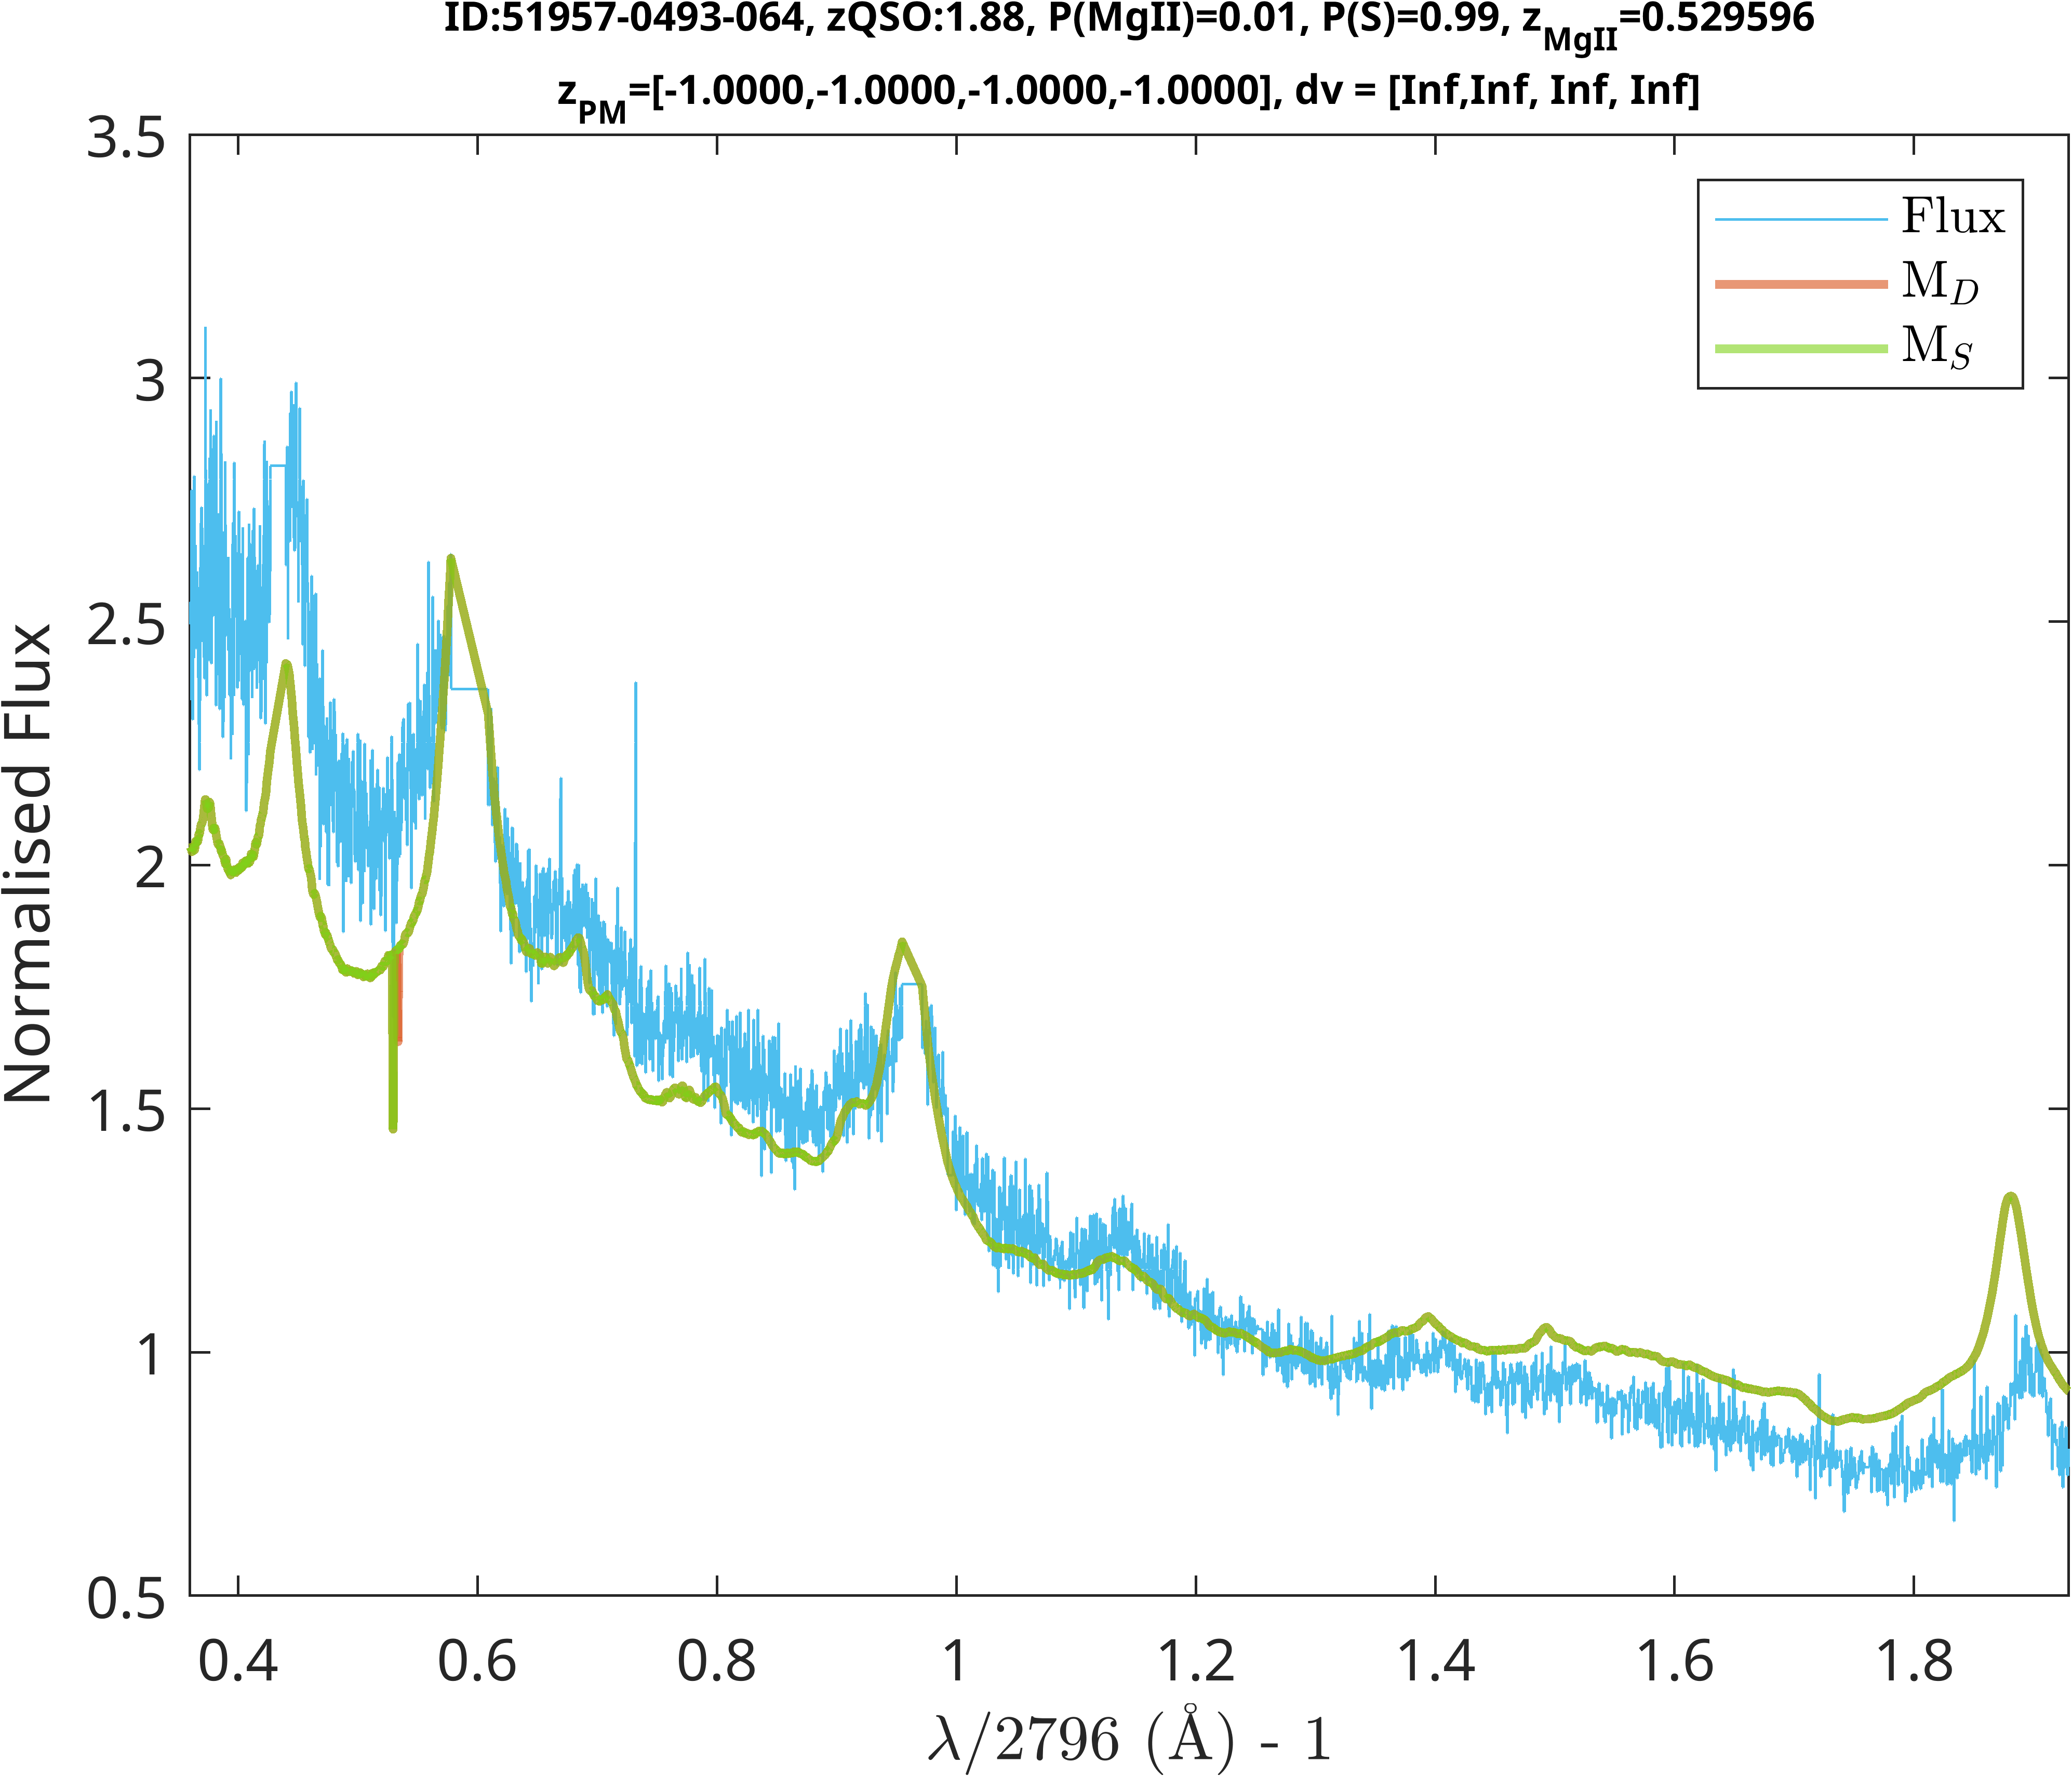 ID:51957-0493-064, zQSO:1.88, P(MgII)=0.01, P(S)=0.99, zMgII=0.529596
zPM=[-1.0000,-1.0000,-1.0000,-1.0000], dv = [Inf,Inf, Inf, Inf]
3.5
3
2.5
2
1.5
1
0.5
Normalised Flux
Flux
MD
MS
0.4 0.6 0.8 1 1.2 1.4 1.6 1.8
λ/2796 (Å) - 1